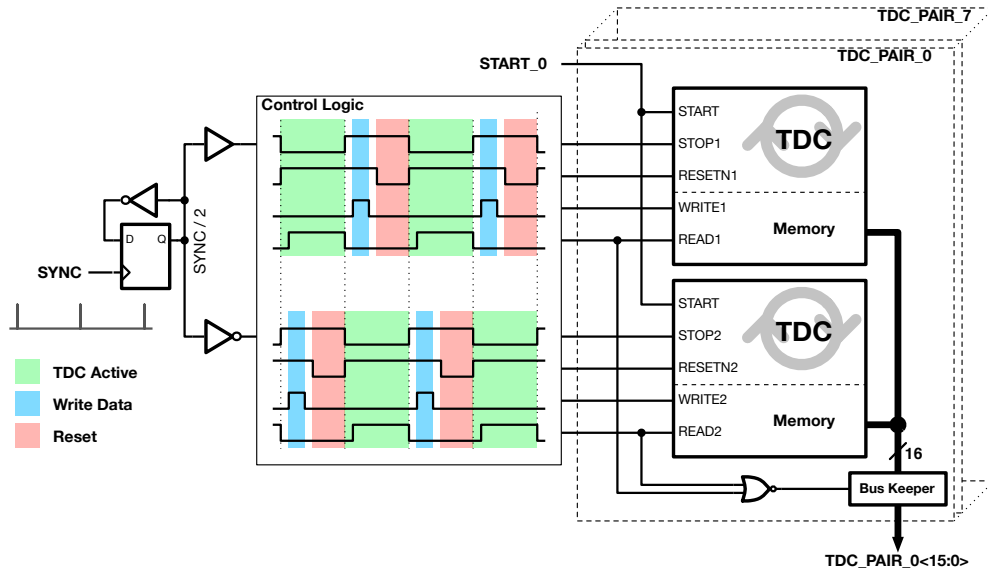 TDC_PAIR_7
TDC_PAIR_0
START_0
Control Logic
START
STOP1
RESETN1
WRITE1
READ1
TDC
Memory
D
Q
SYNC
SYNC / 2
START
STOP2
RESETN2
WRITE2
READ2
TDC
Memory
TDC Active
Write Data
Reset
16
Bus Keeper
TDC_PAIR_0<15:0>